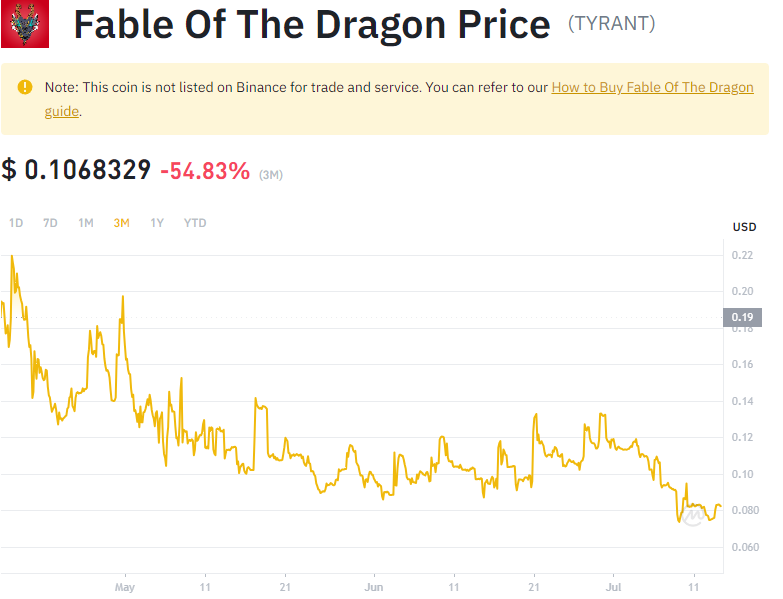 Fable Of The Dragon Price (TYRANT)
Note: This coin is not listed on Binance for trade and service. You can refer to our How to Buy Fable Of The Dragon
guide.
$ 0.1068329 -54.83% (3M)
1D 7D 1M 3M 1Y YTD
USD
0.22
0.20
0.19
0.18
0.16
0.14
0.12
0.10
0.080
0.060
May 11 21 Jun 11 21 Jul 11